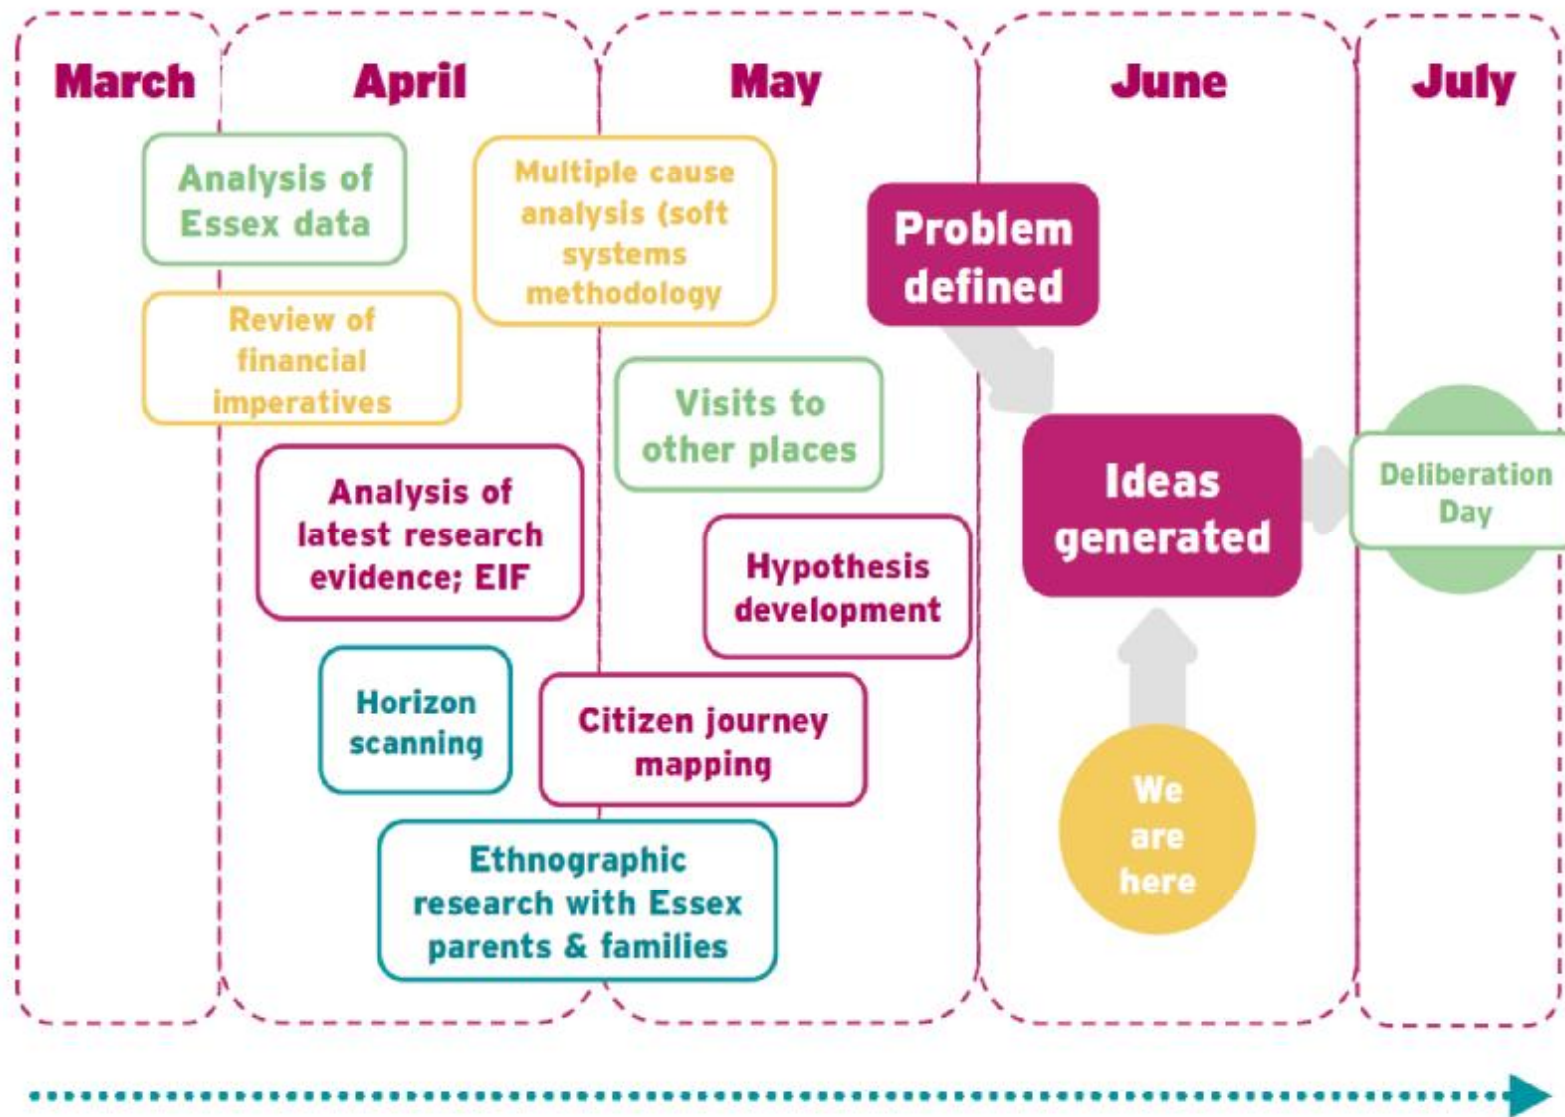 March
April
May
June
July
Analysis of
Essex data
Multiple cause
analysis (soft
systems
methodology
Problem
defined
Review of
financial
imperatives
Visits to
other places
Analysis of
latest research
evidence; EIF
Ideas
generated
Deliberation
Day
Hypothesis
development
Horizon
scanning
Citizen journey
mapping
We
are
here
Ethnographic
research with Essex
parents & families